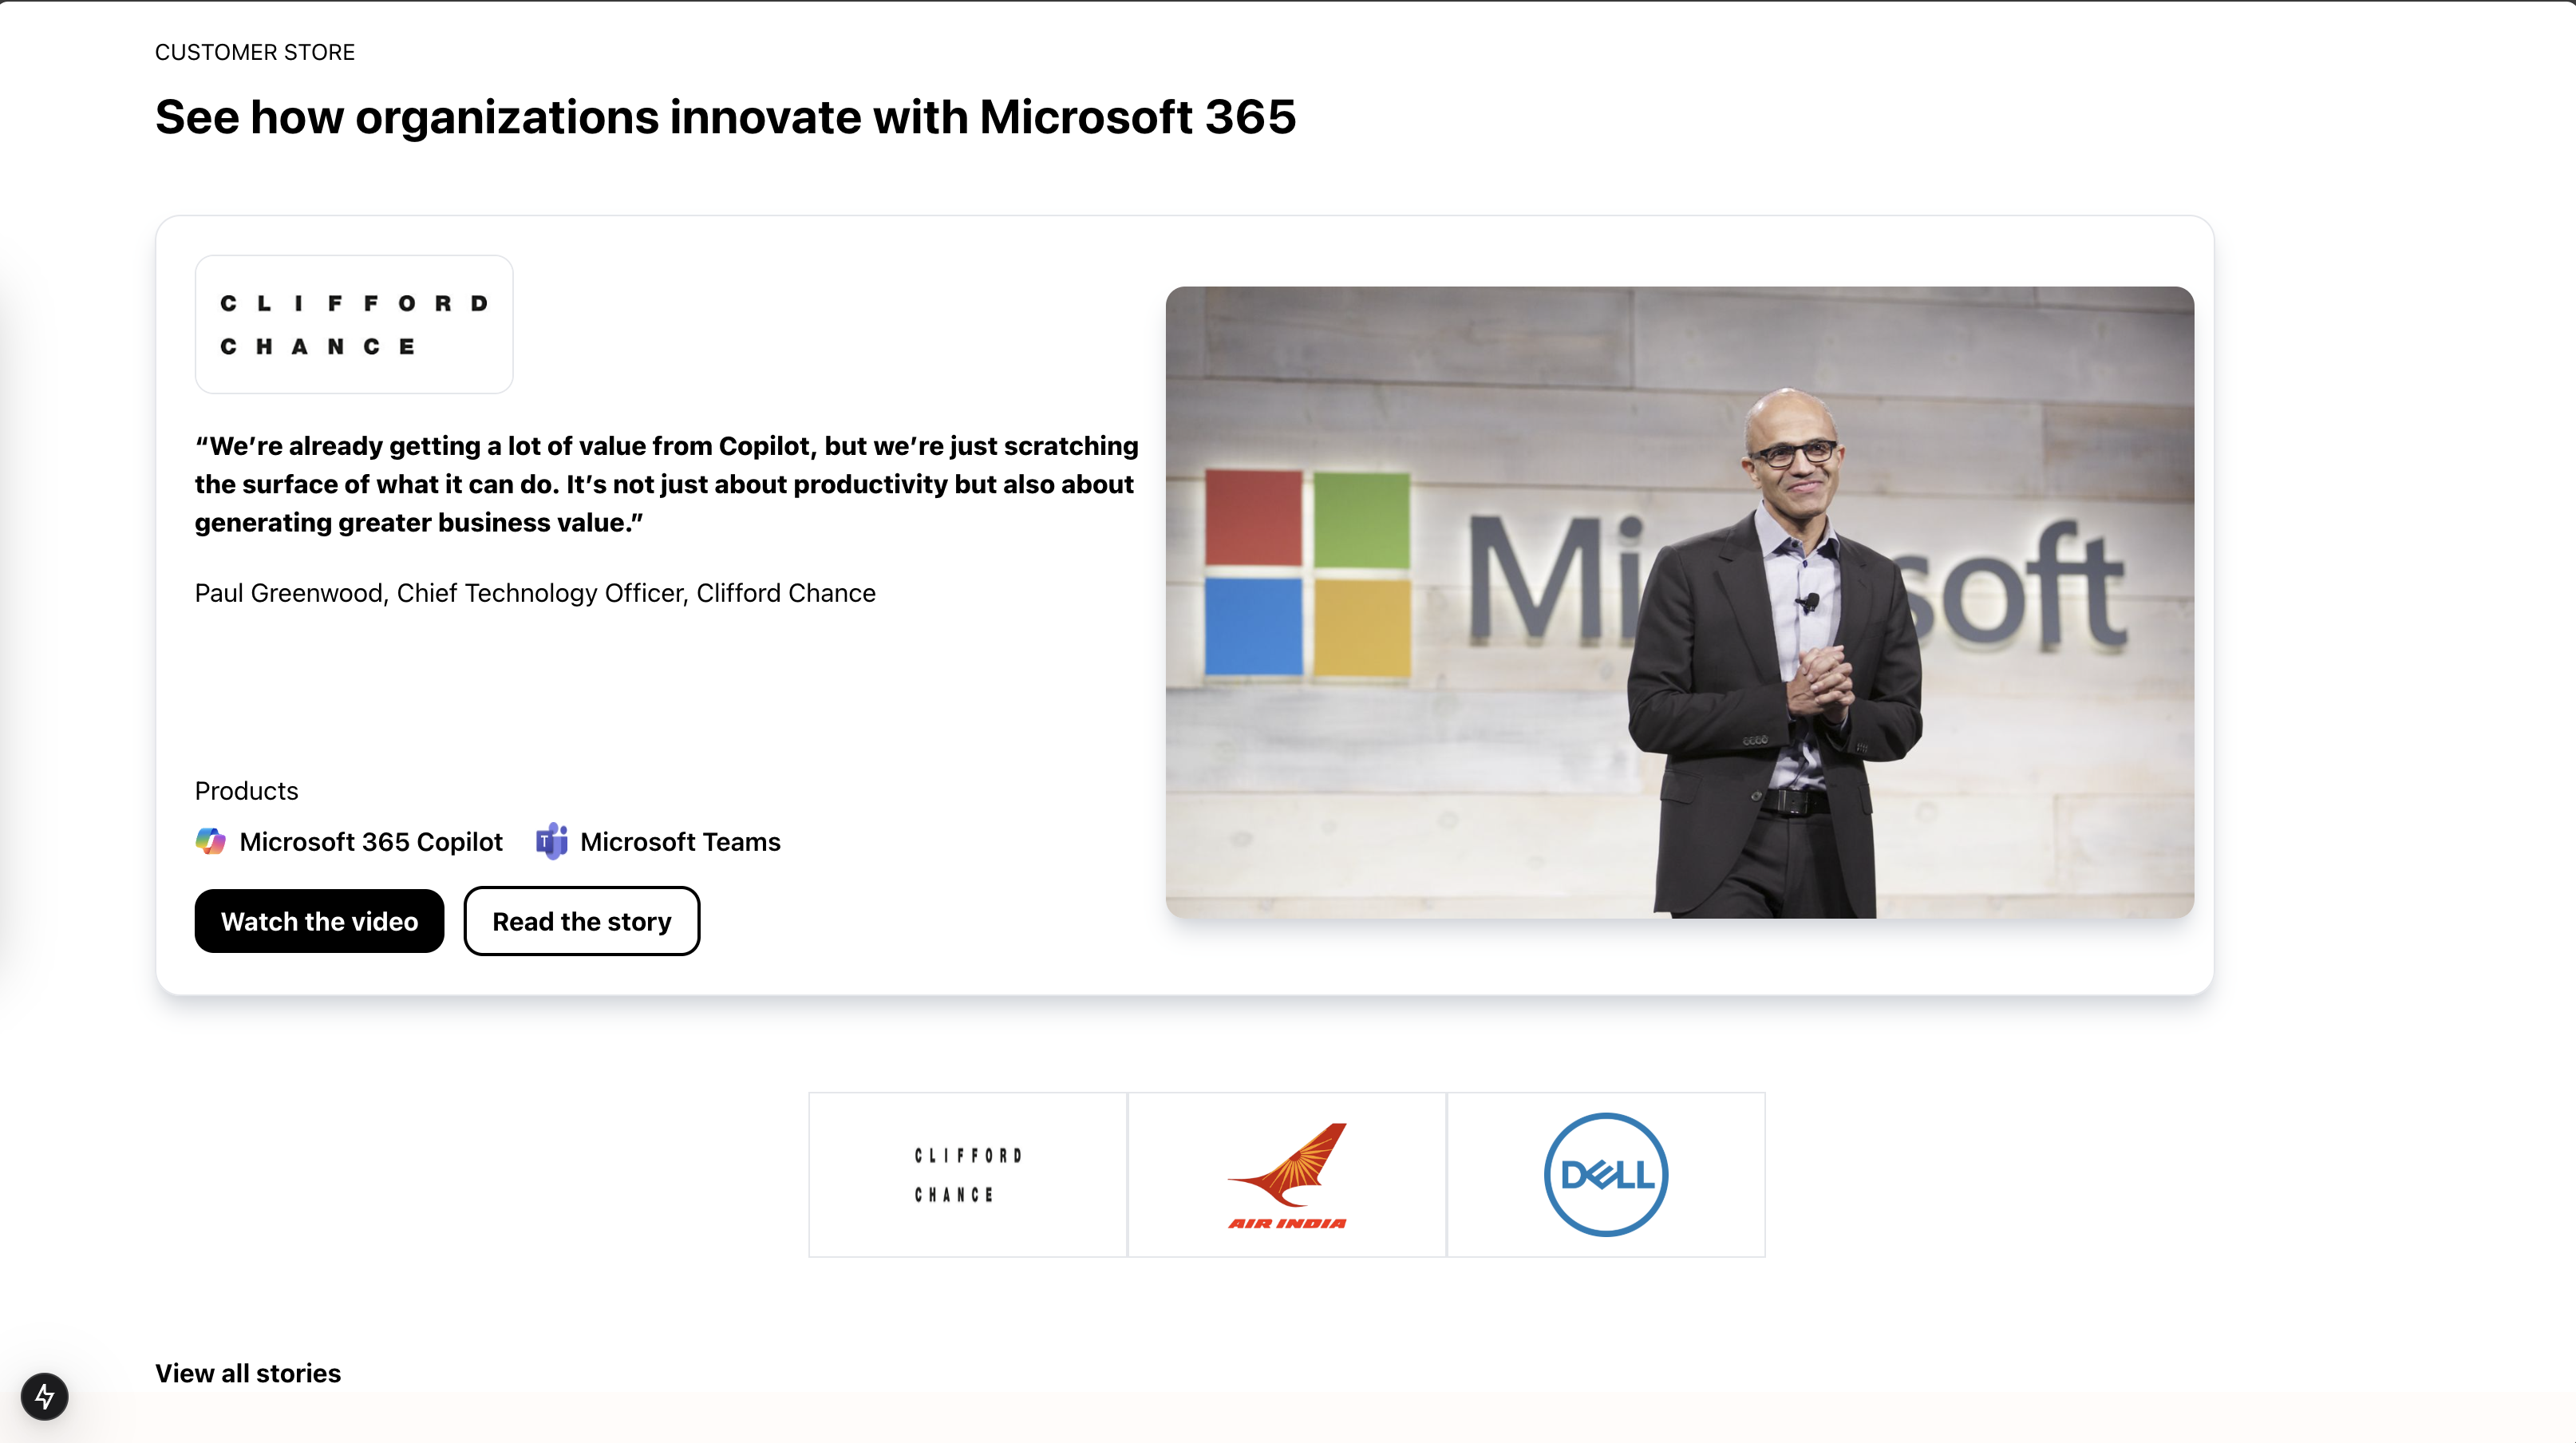 CUSTOMER STORE
See how organizations innovate with Microsoft 365
CLIFFORD
CHANCE
“We’re already getting a lot of value from Copilot, but we’re just scratching
the surface of what it can do. It’s not just about productivity but also about
generating greater business value.”
Paul Greenwood, Chief Technology Officer, Clifford Chance
Mi soft
Products
Microsoft 365 Copilot
T
Microsoft Teams
Watch the video
Read the story
CLIFFORD
CHANCE
AIR INDIA
DELL
View all stories